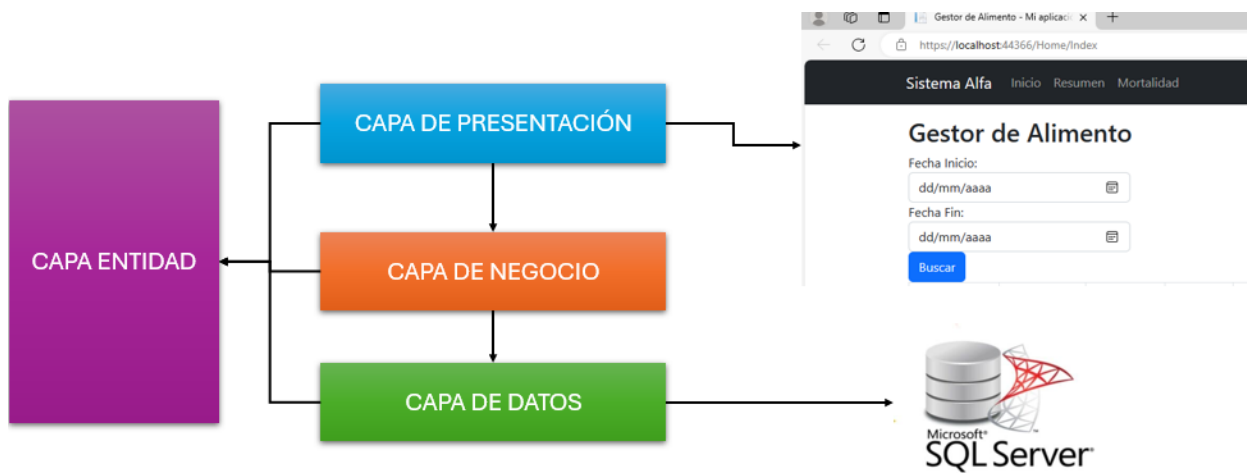 Gestor de Alimento - Mi aplicaci
https://localhost:44366/Home/Index
Sistema Alfa Inicio Resumen Mortalidad
Gestor de Alimento
Fecha Inicio:
dd/mm/aaaa
Fecha Fin:
dd/mm/aaaa
Buscar
CAPA ENTIDAD
CAPA DE PRESENTACIÓN
CAPA DE NEGOCIO
CAPA DE DATOS
Microsoft®
SQL Server